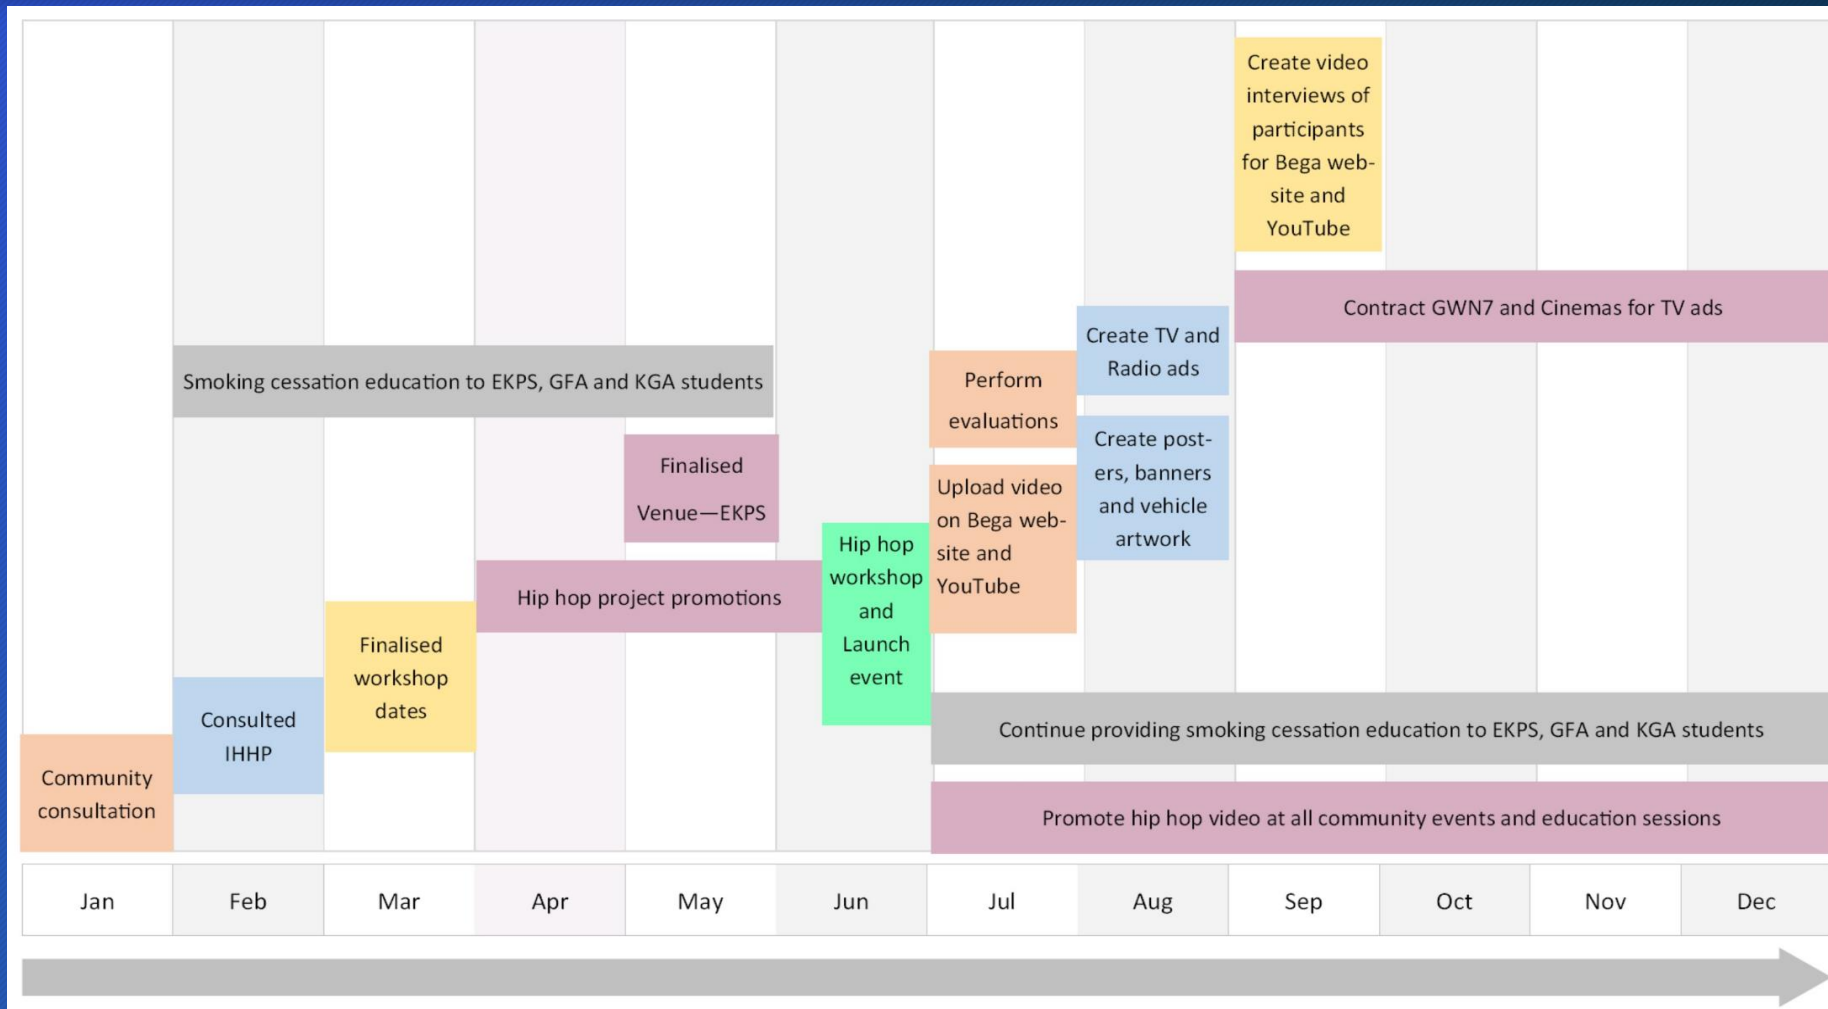 Create video
interviews of
participants
for Bega web-
site and
YouTube
Contract GWN7 and Cinemas for TV ads
Create TV and
Radio ads
Smoking cessation education to EKPS, GFA and KGA students
Perform
evaluations
Create post-
ers, banners
and vehicle
artwork
Finalised
Venue—EKPS
Upload video
on Bega web-
site and
YouTube
Hip hop
workshop
and
Launch
event
Hip hop project promotions
Finalised
workshop
dates
Consulted
IHHP
Continue providing smoking cessation education to EKPS, GFA and KGA students
Community
consultation
Promote hip hop video at all community events and education sessions
Jan Feb Mar Apr May Jun Jul Aug Sep Oct Nov Dec